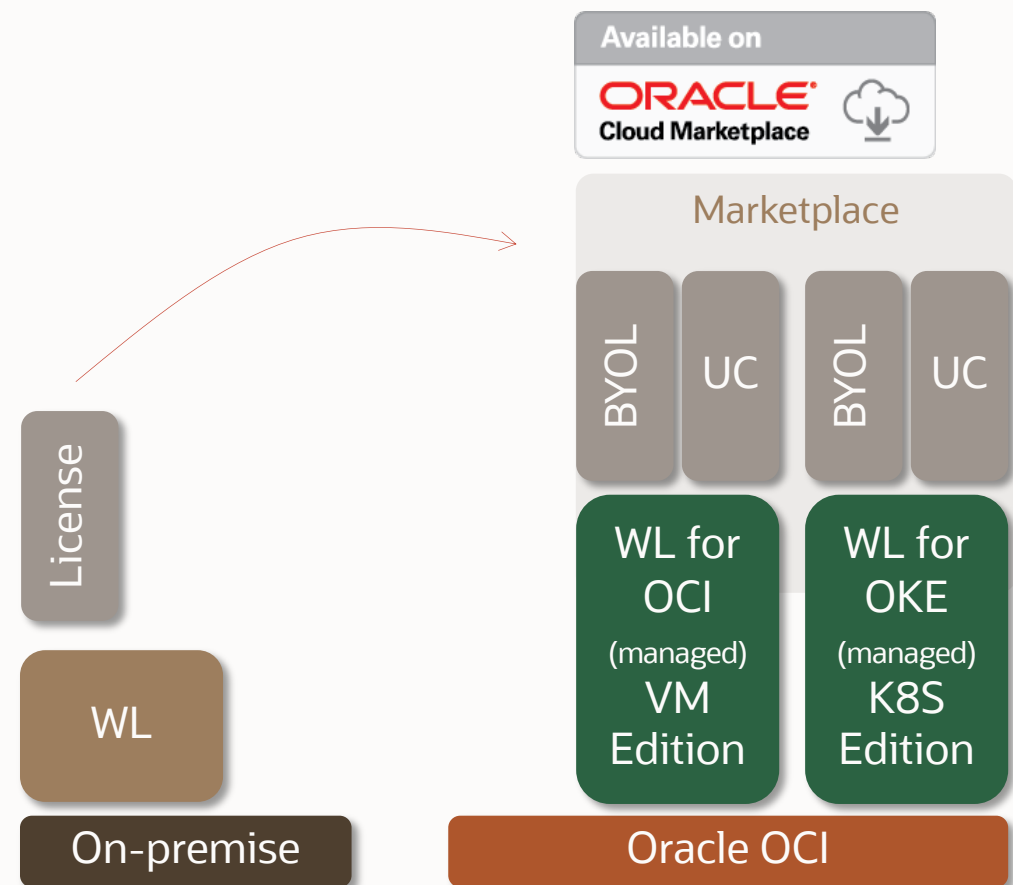 Available on
ORACLE
Cloud Marketplace
Marketplace
BYOL
UC
BYOL
UC
License
WL for
OCI
(managed)
VM
Edition
WL for
OKE
(managed)
K8S
Edition
WL
On-premise
Oracle OCI